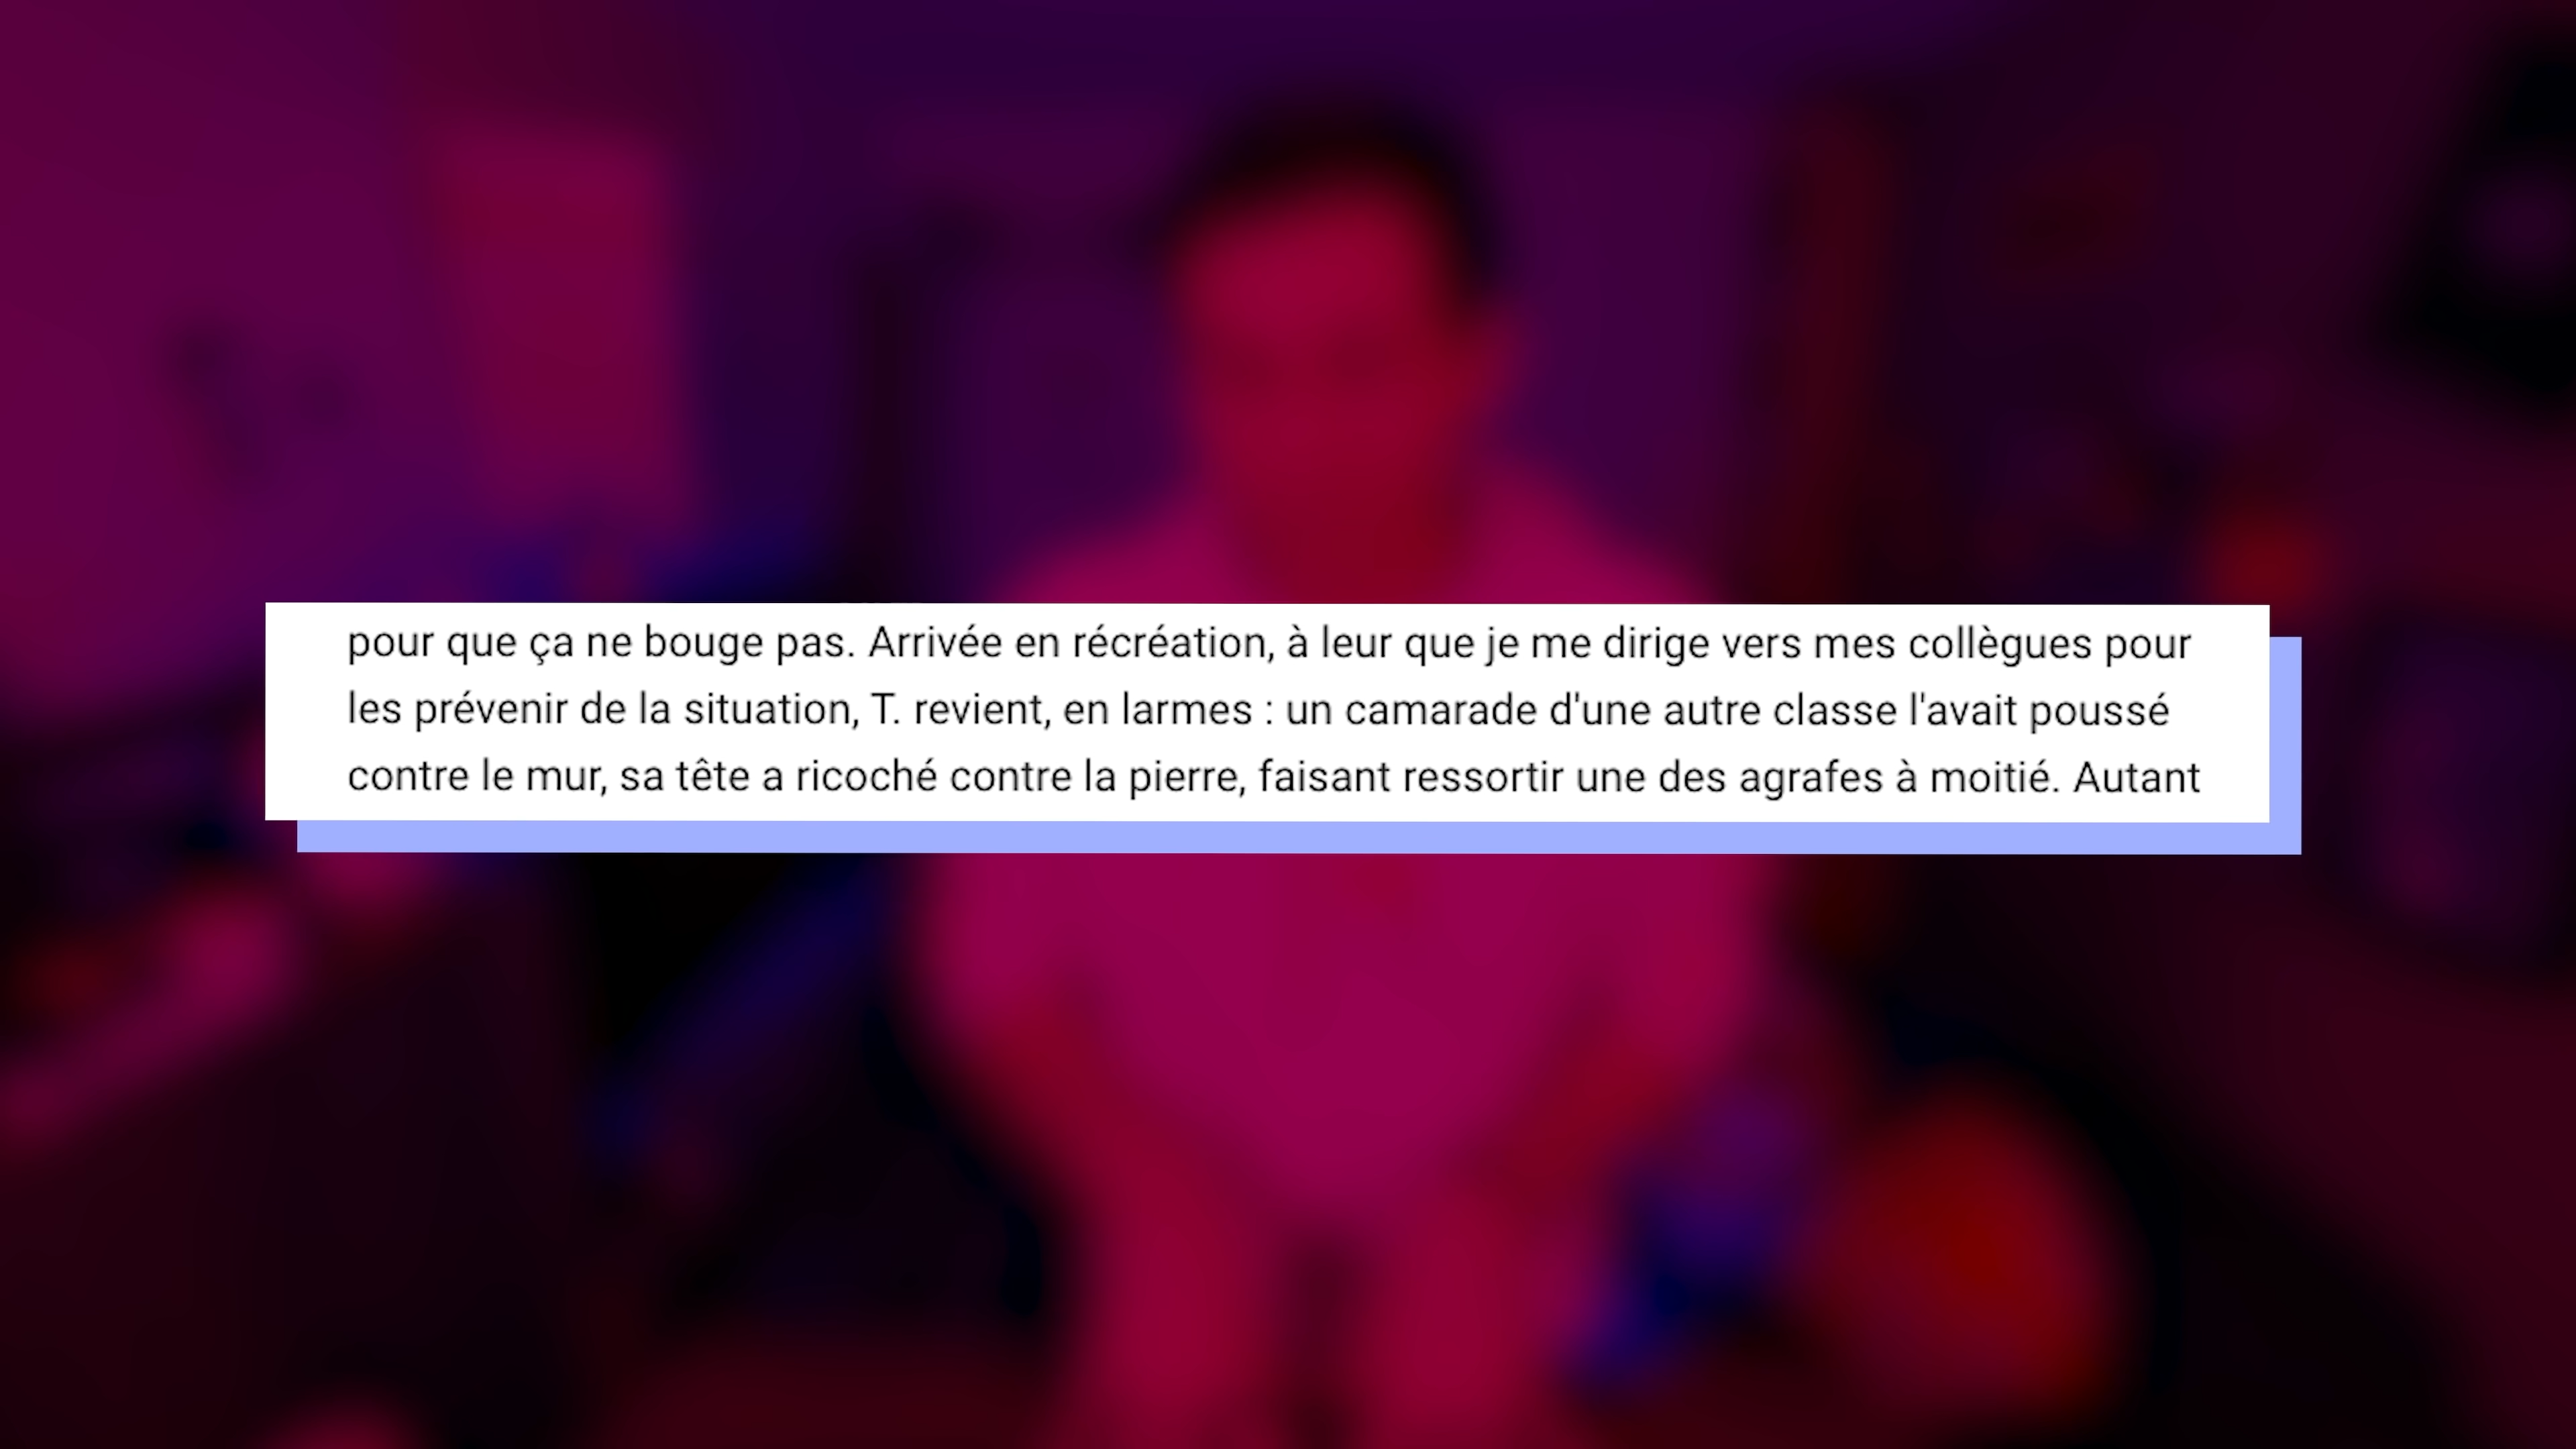 pour que ça ne bouge pas. Arrivée en récréation, à leur que je me dirige vers mes collègues pour
les prévenir de la situation, T. revient, en larmes : un camarade d'une autre classe l'avait poussé
contre le mur, sa tête a ricoché contre la pierre, faisant ressortir une des agrafes à moitié. Autant